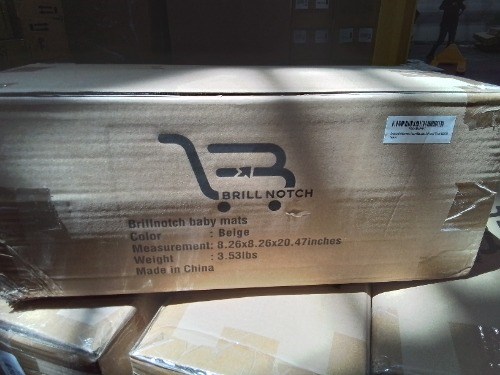 BRILL NOTCH
Brillnotch baby mats
Color : Beige
Measurement: 8.26x8.26x20.47inches
Weight : 3.53lbs
Made in China